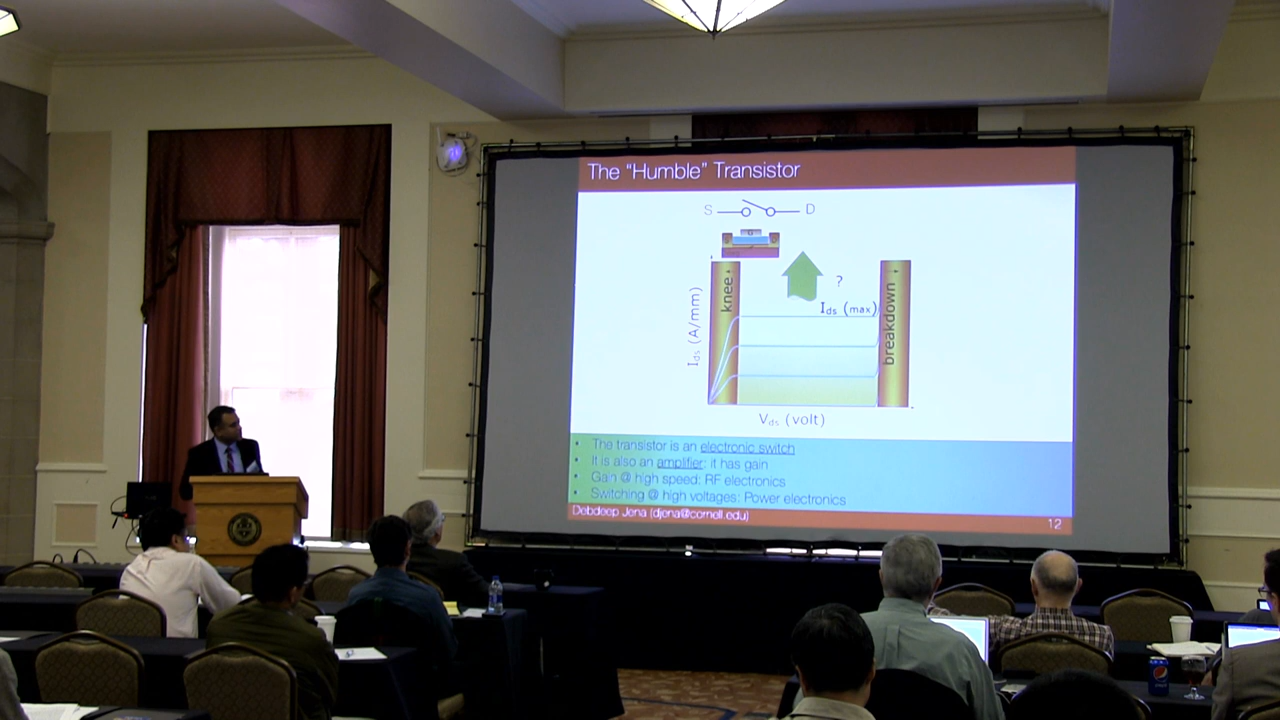 The "Humble" Transistor
S D
G
?
knee
Ids (max)
breakdown
Ids (A/mm)
Vds (volt)
• The transistor is an electronic switch
• It is also an amplifier: it has gain
• Gain @ high speed: RF electronics
• Switching @ high voltages: Power electronics
Debdeep Jena (djena@cornell.edu)
12
pepsi